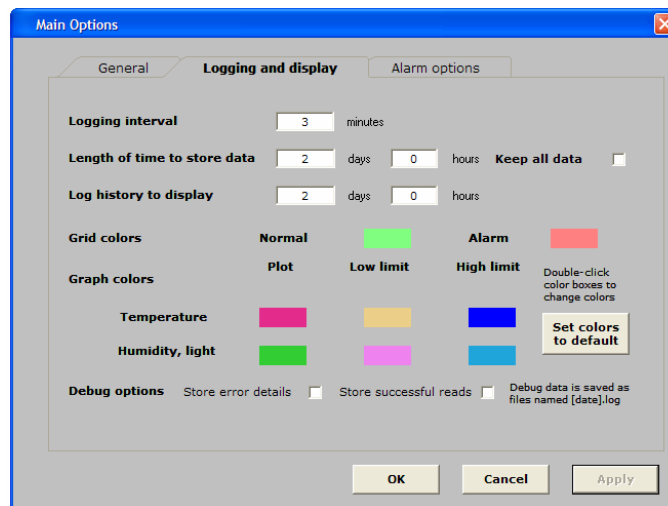 Main Options
General Logging and display Alarm options
Logging interval 3 minutes
Length of time to store data 2 days 0 hours Keep all data
Log history to display 2 days 0 hours
Grid colors Normal Alarm
Graph colors Plot Low limit High limit Double-click
color boxes to
change colors
Temperature
Set colors
to default
Humidity, light
Debug options Store error details Store successful reads Debug data is saved as
files named [date].log
OK Cancel Apply